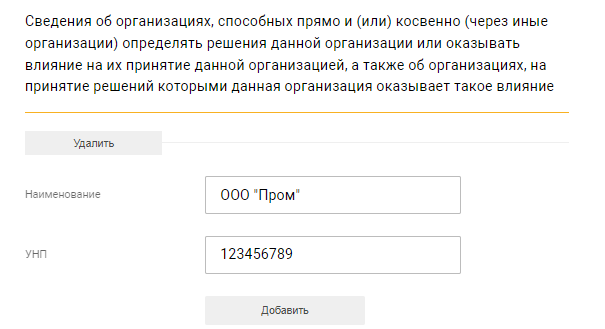 Сведения об организациях, способных прямо и (или) косвенно (через иные
организации) определять решения данной организации или оказывать
влияние на их принятие данной организацией, а также об организациях, на
принятие решений которыми данная организация оказывает такое влияние
Удалить
Наименование
ООО "Пром"
УНП
123456789
Добавить